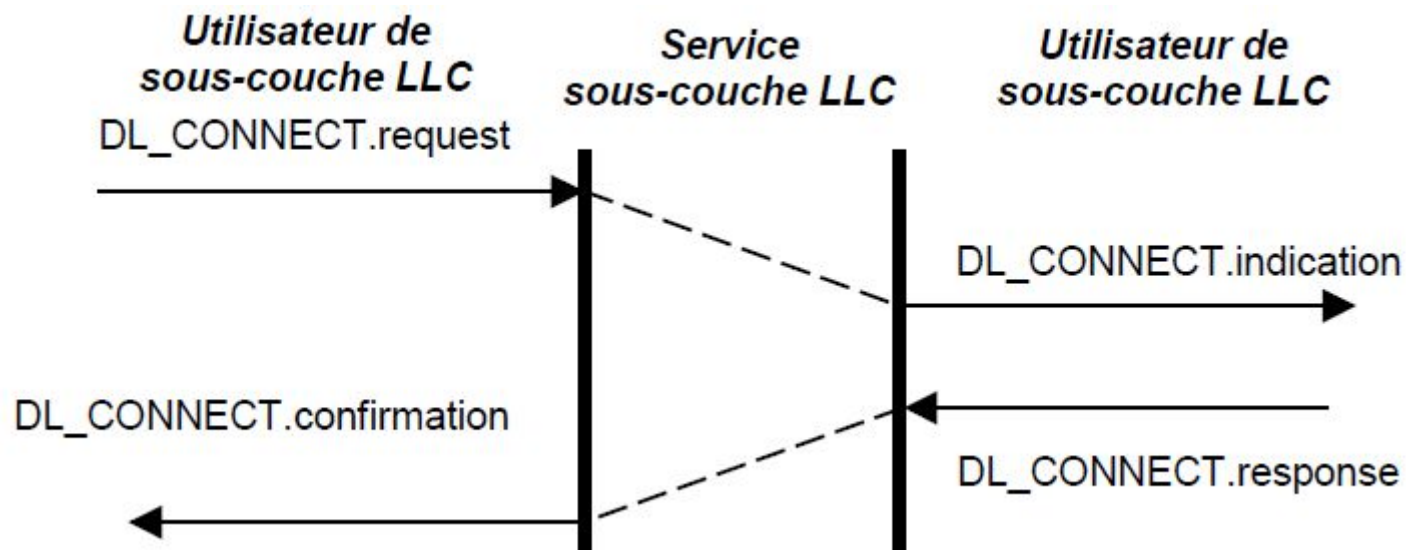 Utilisateur de
sous-couche LLC
Service
sous-couche LLC
Utilisateur de
sous-couche LLC
DL_CONNECT.request
DL_CONNECT.indication
DL_CONNECT.confirmation
DL_CONNECT.response